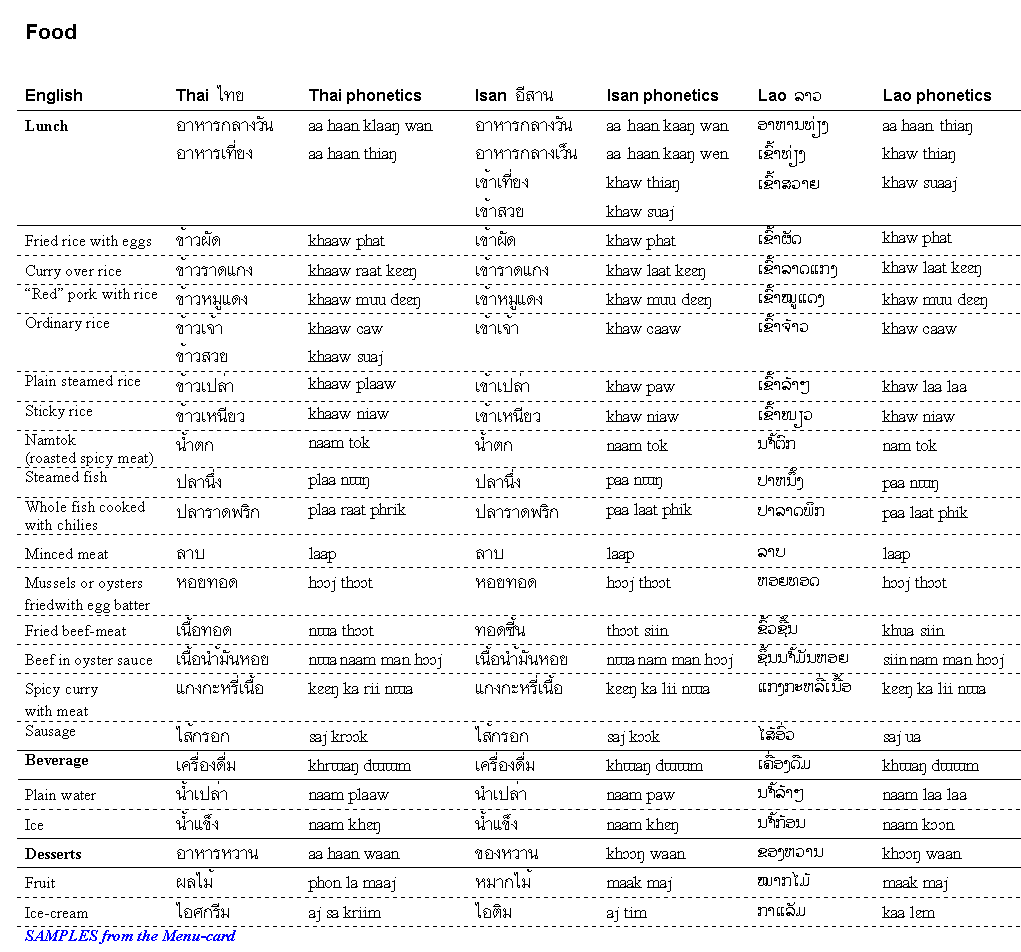 Food
English Thai ไทย Thai phonetics Isan อีสาน Isan phonetics Lao ລາວ Lao phonetics
Lunch อาหารกลางวัน aa haan klaaŋ wan อาหารกลางวัน aa haan kaaŋ wan ອາຫານທ່ຽງ aa haan thiaŋ
อาหารเที่ยง aa haan thiaŋ อาหารกลางเว็น aa haan kaaŋ wen ເຂົ້າທ່ຽງ khaw thiaŋ
เข้าเที่ยง khaw thiaŋ ເຂົ້າສວາຍ khaw suaaj
เข้าสวย khaw suaj
Fried rice with eggs ข้าวผัด khaaw phat เข้าผัด khaw phat ເຂົ້າຜັດ khaw phat
Curry over rice ข้าวราดแกง khaaw raat kɛɛŋ เข้าราดแกง khaw laat kɛɛŋ ເຂົ້າລາດແກງ khaw laat kɛɛŋ
“Red” pork with rice ข้าวหมูแดง khaaw muu dɛɛŋ เข้าหมูแดง khaw muu dɛɛŋ ເຂົ້າໝູແດງ khaw muu dɛɛŋ
Ordinary rice ข้าวเจ้า khaaw caw เข้าเจ้า khaw caaw ເຂົ້າຈ້າວ khaw caaw
ข้าวสวย khaaw suaj
Plain steamed rice ข้าวเปล่า khaaw plaaw เข้าเปล่า khaw paw ເຂົ້າລ້າໆ khaw laa laa
Sticky rice ข้าวเหนียว khaaw niaw เข้าเหนียว khaw niaw ເຂົ້າໜຽວ khaw niaw
Namtok
(roasted spicy meat) น้ำตก naam tok น้ำตก naam tok ນ້ຳຕົກ nam tok
Steamed fish ปลานึ่ง plaa nɯɯŋ ปลานึ่ง paa nɯɯŋ ປາຫນຶ້ງ paa nɯɯŋ
Whole fish cooked
with chilies ปลาราดพริก plaa raat phrik ปลาราดพริก paa laat phik ປາລາດພິກ paa laat phik
Minced meat ลาบ laap ลาบ laap ລາບ laap
Mussels or oysters หอยทอด hɔɔj thɔɔt หอยทอด hɔɔj thɔɔt ຫອຍທອດ hɔɔj thɔɔt
friedwith egg batter
Fried beef-meat เนื้อทอด nɯa thɔɔt ทอดซี้น thɔɔt siin ຂົ້ວຊີ້ນ khua siin
Beef in oyster sauce เนื้อน้ำมันหอย nɯa naam man hɔɔj เนื้อน้ำมันหอย nɯa nam man hɔɔj ຊີ້ນນ້ຳມັນຫອຍ siin nam man hɔɔj
Spicy curry แกงกะหรี่เนื้อ kɛɛŋ ka rii nɯa แกงกะหรี่เนื้อ kɛɛŋ ka lii nɯa ແກງກະຫລີ່ເນື້ອ kɛɛŋ ka lii nɯa
with meat
Sausage ไส้กรอก saj krɔɔk ไส้กรอก saj kɔɔk ໄສ້ອົ່ວ saj ua
Beverage เครื่องดื่ม khrɯaŋ dɯɯm เครื่องดื่ม khɯaŋ dɯɯm ເຄື່ອງດື່ມ khɯaŋ dɯɯm
Plain water น้ำเปล่า naam plaaw นำเปล่า naam paw ນ້ຳລ້າໆ naam laa laa
Ice น้ำแข็ง naam khɛŋ น้ำแข็ง naam khɛŋ ນ້ຳກ້ອນ naam kɔɔn
Desserts อาหารหวาน aa haan waan ของหวาน khɔɔŋ waan ຂອງຫວານ khɔɔŋ waan
Fruit ผลไม้ phon la maaj หมากไม้ maak maj ໝາກໄມ້ maak maj
Ice-cream ไอศกรีม aj sa kriim ไอติม aj tim ກາແລັມ kaa lɛm
SAMPLES from the Menu-card